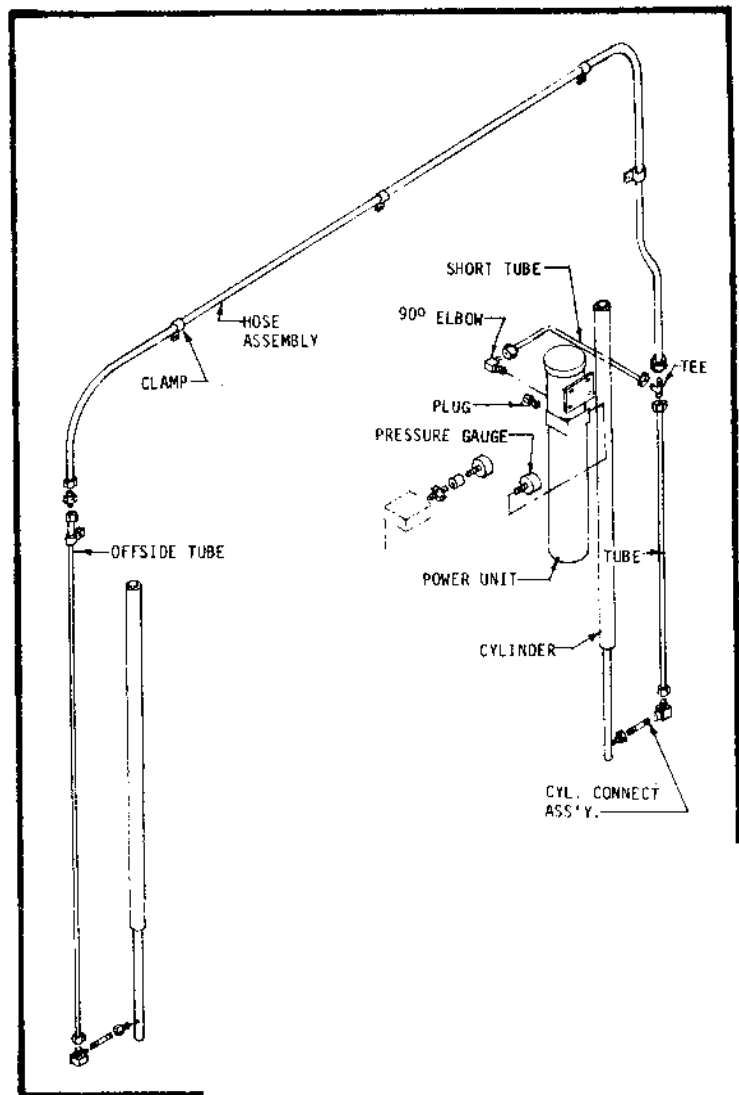 SHORT TUBE
90º ELBOW
HOSE
ASSEMBLY
TEE
CLAMP
PLUG
PRESSURE GAUGE
OFFSIDE TUBE
TUBE
POWER UNIT
CYLINDER
CYL. CONNECT
ASS'Y.